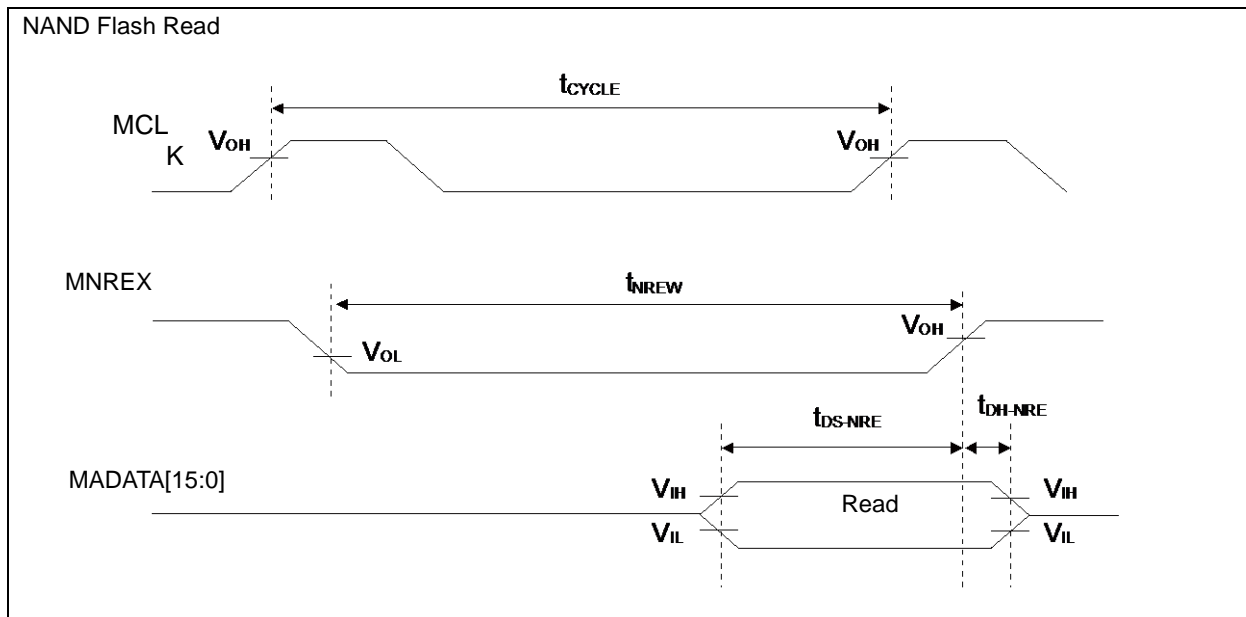 NAND Flash Read
tCYCLE
MCL
K
VOH
VOH
MNREX
tNREW
VOH
VOL
tDS-NRE
tDH-NRE
MADATA[15:0]
VIH
Read
VIH
VIL
VIL